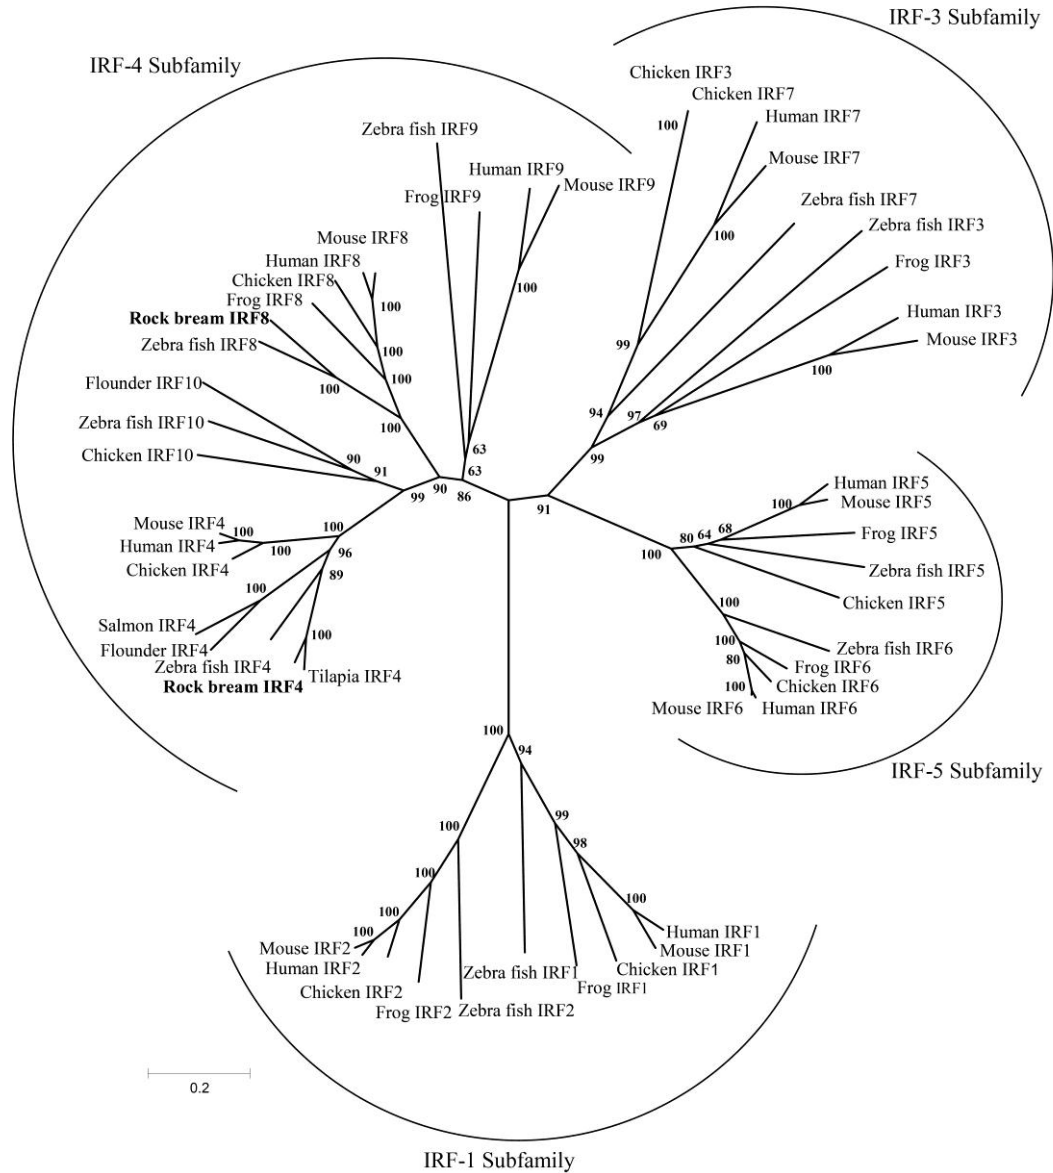 IRF-3 Subfamily
IRF-4 Subfamily
Chicken IRF3
Chicken IRF7
Human IRF7
100
Zebra fish IRF9
Mouse IRF7
Human IRF9
Mouse IRF9
Frog IRF9
Zebra fish IRF7
Zebra fish IRF3
100
Mouse IRF8
Human IRF8
Frog IRF3
Chicken IRF8
100
Frog IRF8
100
Rock bream IRF8
Human IRF3
Mouse IRF3
Zebra fish IRF8
99
100
100
100
Flounder IRF10
100
94
97
69
Zebra fish IRF10
100
63
Chicken IRF10
90
91
63
99
99
90
86
91
Human IRF5
Mouse IRF5
100
Mouse IRF4
100
100
Human IRF4
100
Chicken IRF4
96
80
64
68
Frog IRF5
100
89
Zebra fish IRF5
100
Chicken IRF5
100
Salmon IRF4
100
Flounder IRF4
100
Zebra fish IRF6
Zebra fish IRF4
80
Frog IRF6
Tilapia IRF4
Rock bream IRF4
100
Chicken IRF6
Mouse IRF6
Human IRF6
100
94
IRF-5 Subfamily
99
100
98
100
100
100
100
Human IRF1
Mouse IRF2
Mouse IRF1
Human IRF2
Zebra fish IRF1
Chicken IRF1
Chicken IRF2
Frog IRF1
Frog IRF2
Zebra fish IRF2
0.2
IRF-1 Subfamily